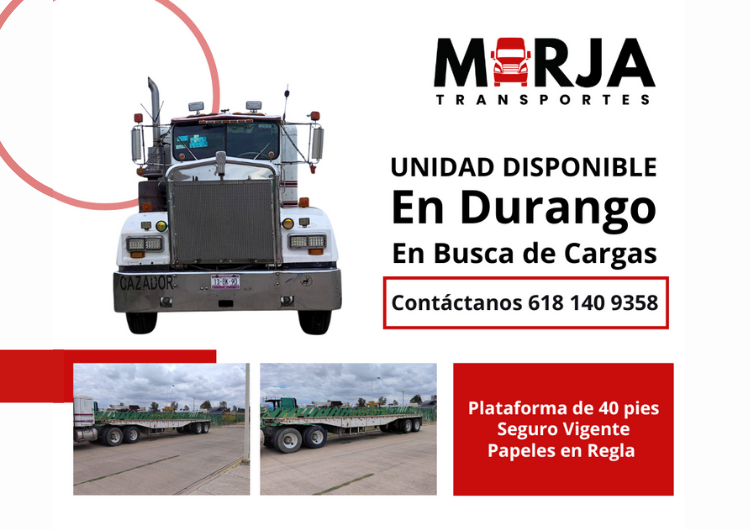 MARJA
TRANSPORTES
UNIDAD DISPONIBLE
En Durango
En Busca de Cargas
Contáctanos 618 140 9358
CAZADOR
Plataforma de 40 pies
Seguro Vigente
Papeles en Regla